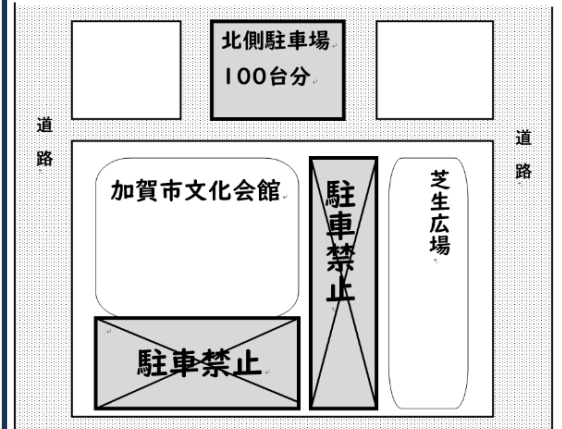 北側駐車場
100台分
道路
道路
加賀市文化会館
駐車禁止
芝生広場
駐車禁止